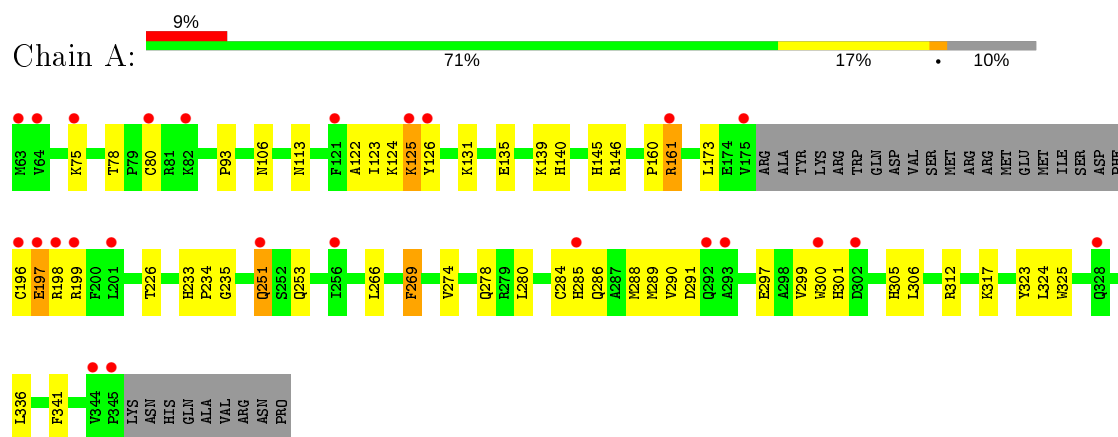 9%
Chain A:
71% 17% • 10%
M63 V64 K75 T78 P79 C80 R81 K82 P93 N106 N113 F121 A122 I123 K124 K125 Y126 K131 E135 K139 H140 H145 R146 P160 R161 L173 E174 V175 ARG ALA TYR LYS ARG TRP GLN ASP VAL SER MET ARG ARG MET GLU MET ILE SER ASP
C196 E197 R198 R199 F200 L201 T226 H233 P234 G235 Q251 S252 Q253 I256 L266 F269 V274 Q278 R279 L280 C284 H285 Q286 A287 M288 M289 V290 D291 Q292 A293 E297 A298 V299 W300 H301 D302 H305 L306 R312 K317 Y323 L324 W325 Q328
L336 F341 V344 P345 LYS ASN HIS GLN ALA VAL ARG ASN PRO